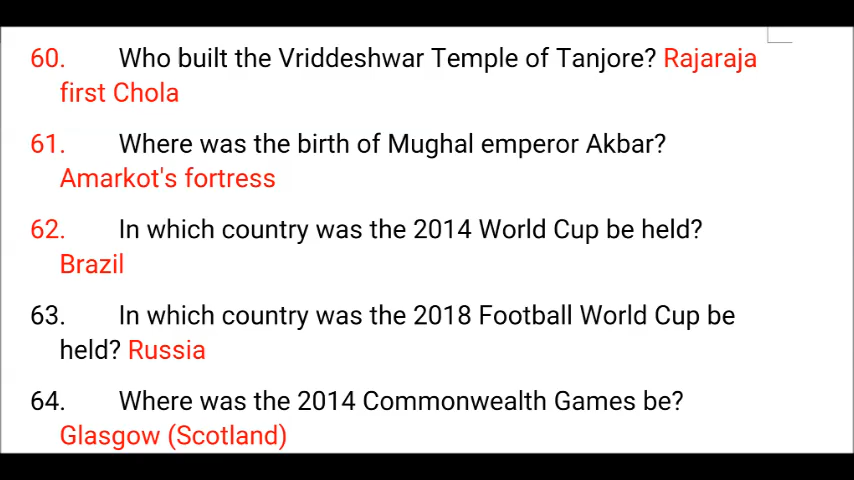 60. Who built the Vriddeshwar Temple of Tanjore? Rajaraja
first Chola
61. Where was the birth of Mughal emperor Akbar?
Amarkot's fortress
62. In which country was the 2014 World Cup be held?
Brazil
63. In which country was the 2018 Football World Cup be
held? Russia
64. Where was the 2014 Commonwealth Games be?
Glasgow (Scotland)